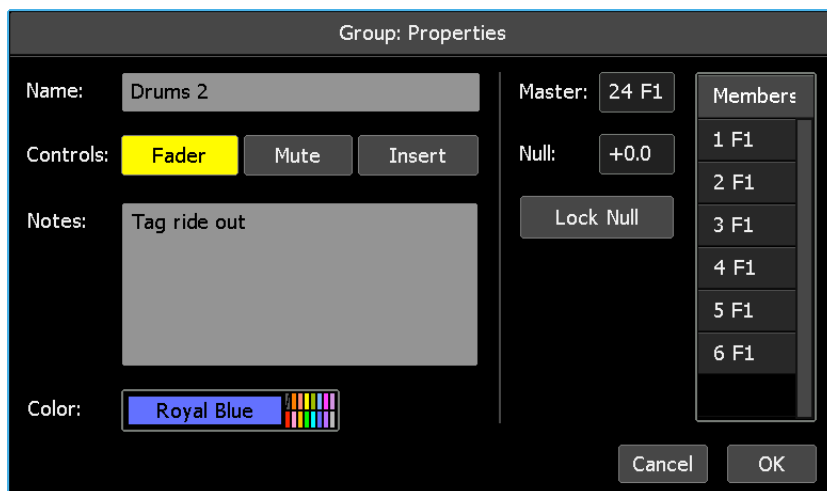 Group: Properties
Name: Drums 2
Controls: Fader Mute Insert
Notes: Tag ride out
Color: Royal Blue
Master: 24 F1
Null: +0.0
Lock Null
Members
1 F1
2 F1
3 F1
4 F1
5 F1
6 F1
Cancel OK